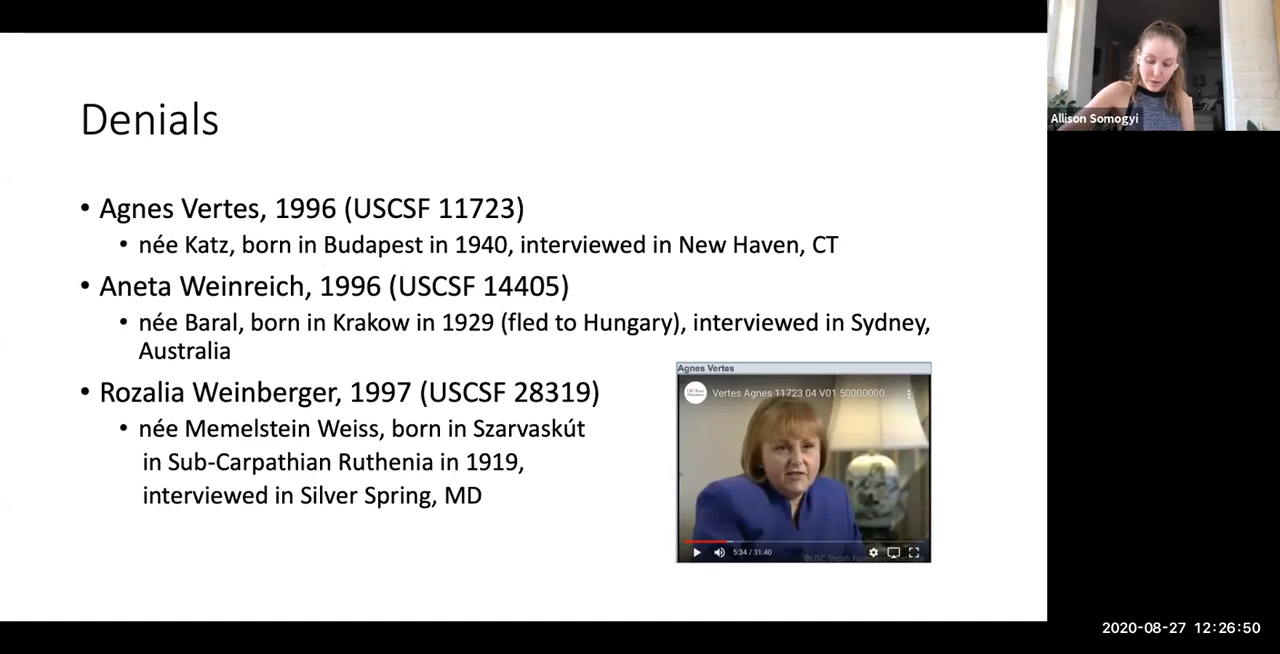 Denials
Allison Somogyi
• Agnes Vertes, 1996 (USCSF 11723)
• née Katz, born in Budapest in 1940, interviewed in New Haven, CT
• Aneta Weinreich, 1996 (USCSF 14405)
• née Baral, born in Krakow in 1929 (fled to Hungary), interviewed in Sydney,
Australia
• Rozalia Weinberger, 1997 (USCSF 28319)
• née Memelstein Weiss, born in Szarvaskút
in Sub-Carpathian Ruthenia in 1919,
interviewed in Silver Spring, MD
Agnes Vertes
Vertes Agnes 11723 04 V01 50000000...
5:34 / 31:40
©USC Shoah
2020-08-27 12:26:50